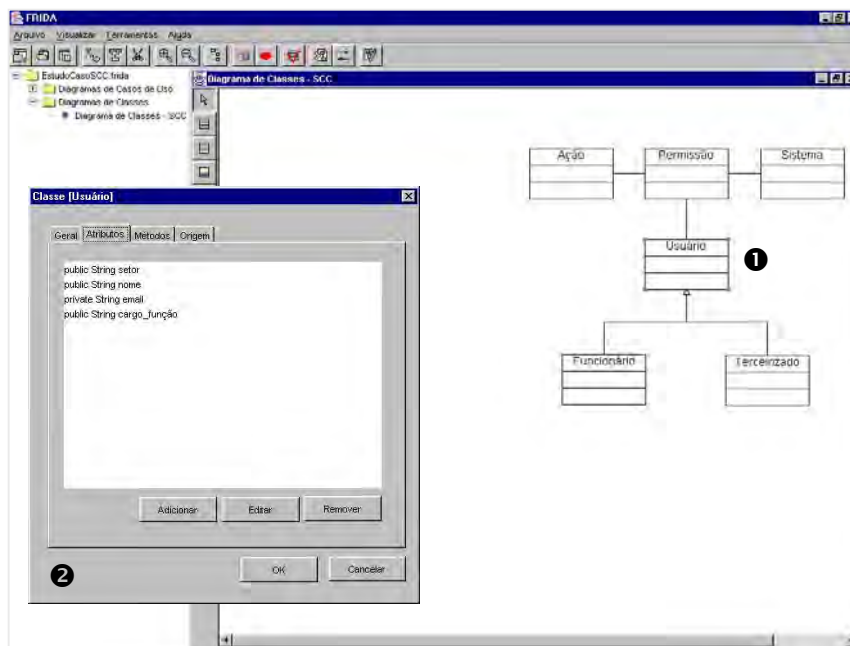 FRIDA
Arquivo Visualizar Ferramentas Ajuda
EstudoCasoSCC.frida
Diagramas de Casos de Uso
Diagramas de Classes
Diagrama de Classes - SCC
Diagrama de Classes - SCC
Ação
Permissão
Sistema
Usuário
❶
Funcionário
Terceirizado
Classe [Usuário]
Geral Atributos Métodos Origem
public String setor
public String nome
private String email
public String cargo_função
Adicionar Editar Remover
❷
OK Cancelar